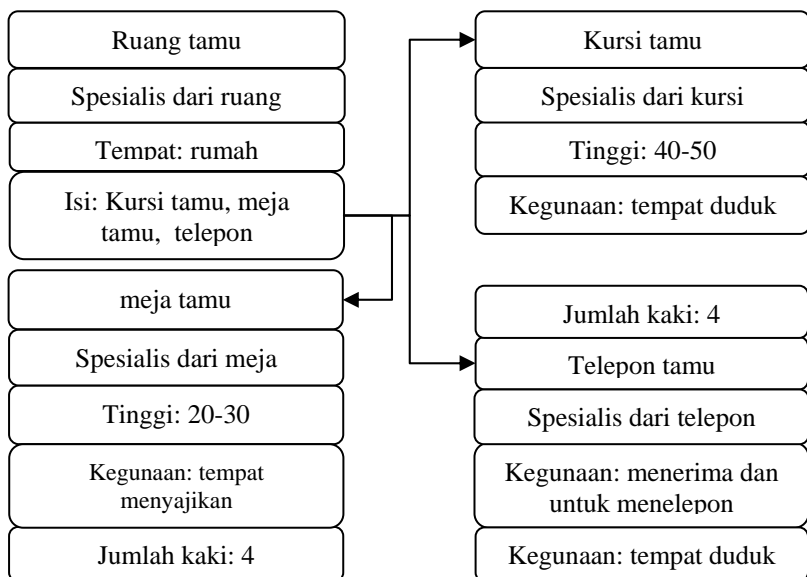 Ruang tamu
Spesialis dari ruang
Tempat: rumah
Isi: Kursi tamu, meja
tamu, telepon
meja tamu
Spesialis dari meja
Tinggi: 20-30
Kegunaan: tempat
menyajikan
Jumlah kaki: 4
Kursi tamu
Spesialis dari kursi
Tinggi: 40-50
Kegunaan: tempat duduk
Jumlah kaki: 4
Telepon tamu
Spesialis dari telepon
Kegunaan: menerima dan
untuk menelepon
Kegunaan: tempat duduk